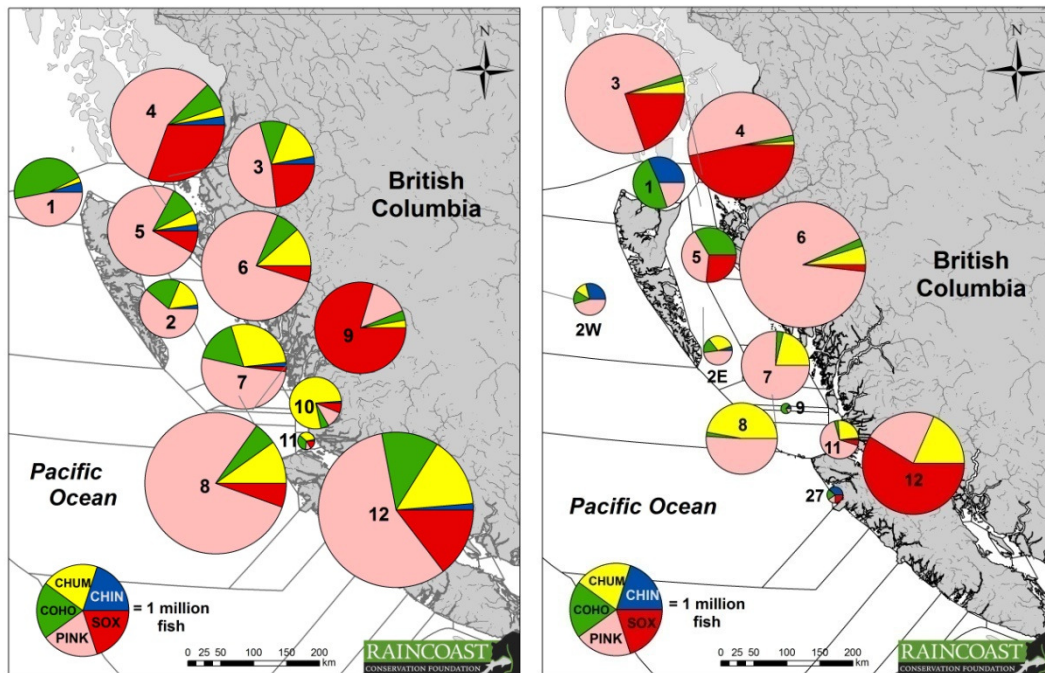 N
4
3
1
British
Columbia
5
6
2
9
7
10
11
Pacific
Ocean
8
12
CHUM
CHIN
COHO
= 1 million
fish
SOX
PINK
0 25 50 100 150 200
km
RAINCOAST
CONSERVATION FOUNDATION
N
3
4
1
6
5
British
Columbia
2W
2E
7
9
8
11
12
27
Pacific Ocean
CHUM
CHIN
COHO
= 1 million
fish
SOX
PINK
0 25 50 100 150 200
km
RAINCOAST
CONSERVATION FOUNDATION